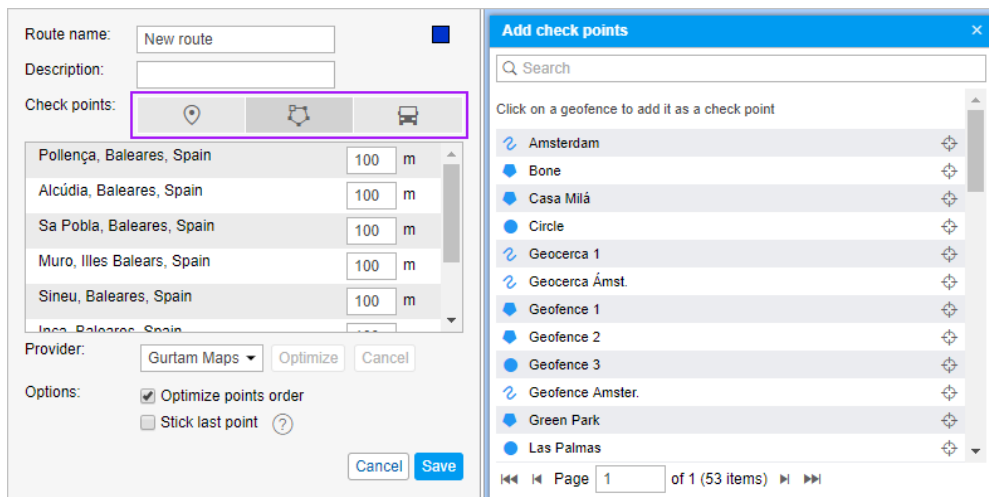 Route name:
New route
Description:
Check points:
Pollença, Baleares, Spain 100 m
Alcúdia, Baleares, Spain 100 m
Sa Pobla, Baleares, Spain 100 m
Muro, Illes Balears, Spain 100 m
Sineu, Baleares, Spain 100 m
Inca, Baleares, Spain
Provider:
Gurtam Maps Optimize Cancel
Options:
Optimize points order
Stick last point ?
Cancel Save
Add check points
Search
Click on a geofence to add it as a check point
Amsterdam
Bone
Casa Milá
Circle
Geocerca 1
Geocerca Ámst.
Geofence 1
Geofence 2
Geofence 3
Geofence Amster.
Green Park
Las Palmas
Page 1 of 1 (53 items)